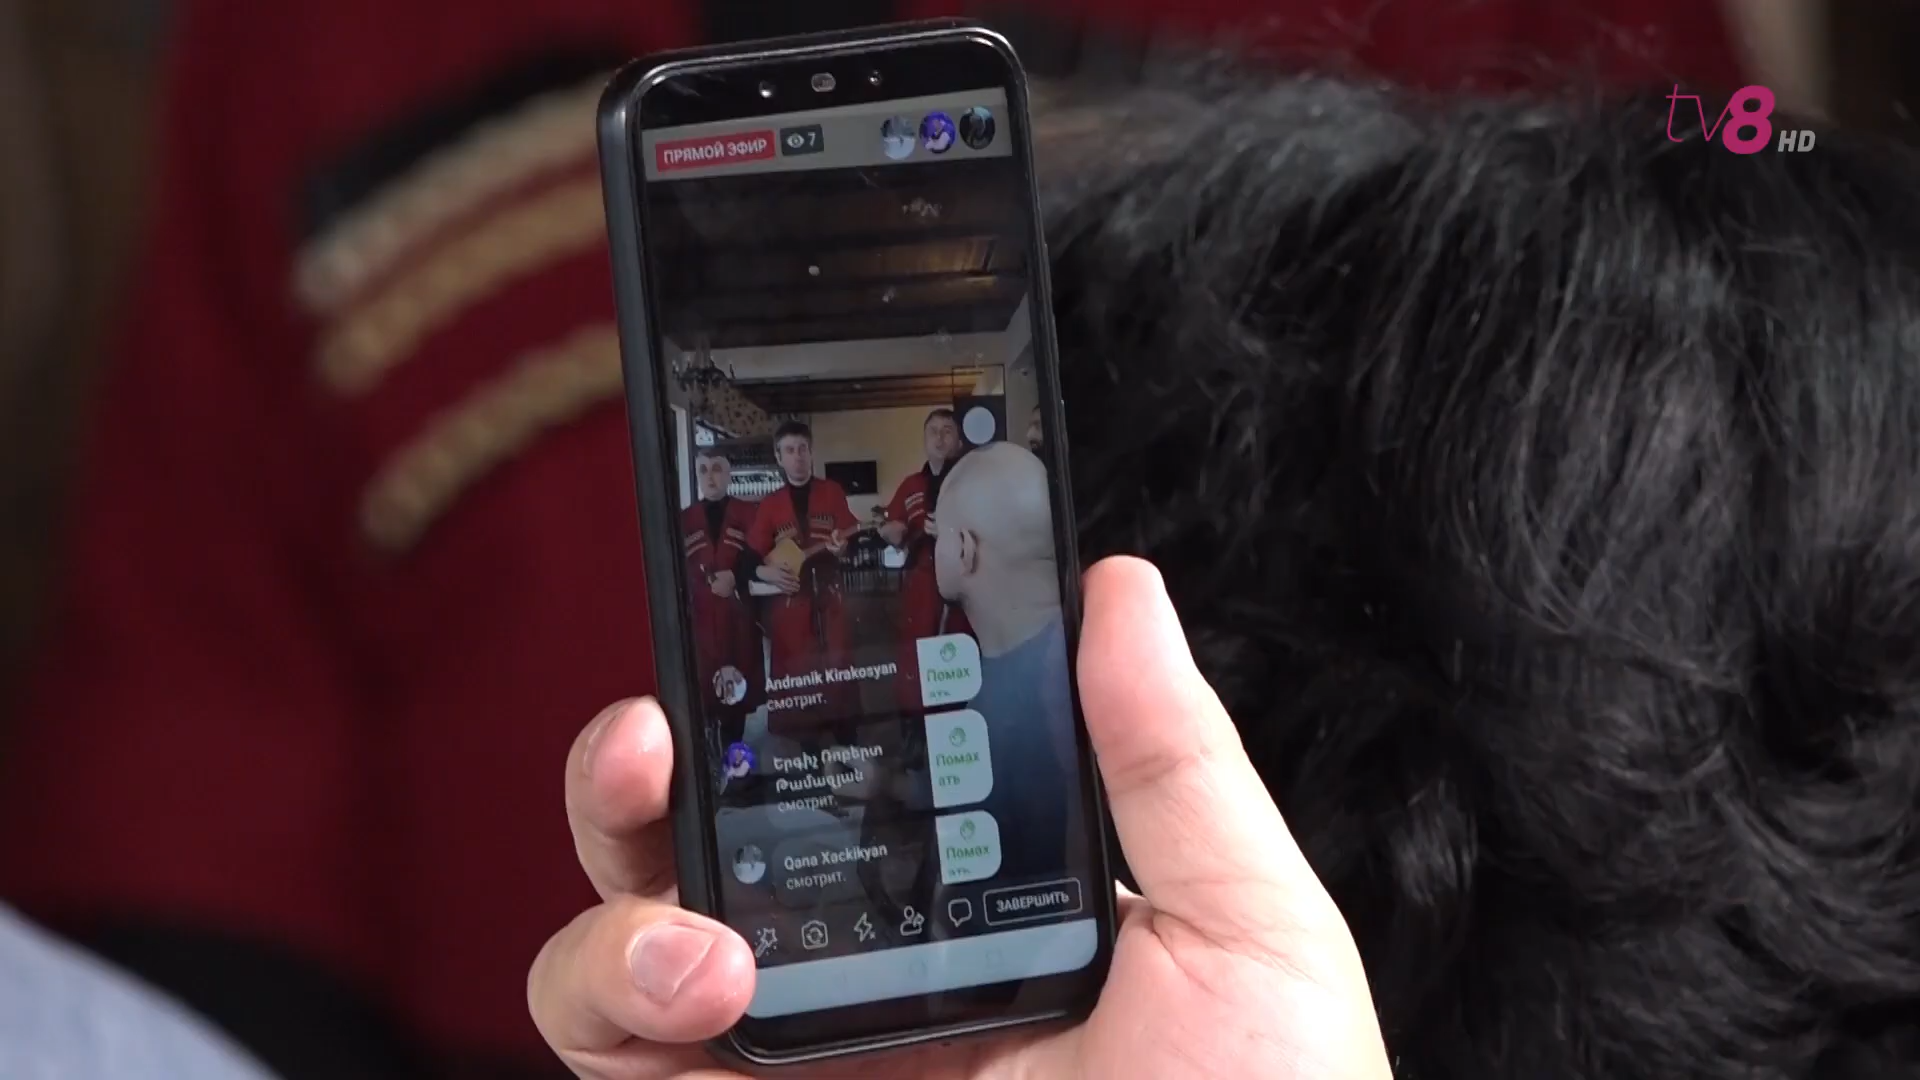 tv8 HD
ПРЯМОЙ ЭФИР 7
Andranik Kirakosyan
смотрит.
Помах
ать
Երգիչ Ռոբերտ
Թամազյան
смотрит.
Помах
ать
Qana Xackikyan
смотрит.
Помах
ать
ЗАВЕРШИТЬ